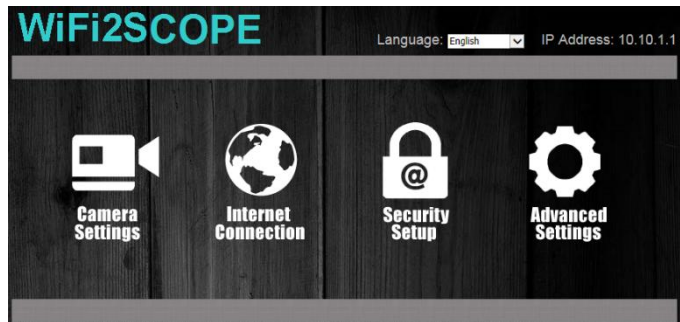 WiFi2SCOPE
Language: English IP Address: 10.10.1.1
@
Camera
Settings
Internet
Connection
Security
Setup
Advanced
Settings